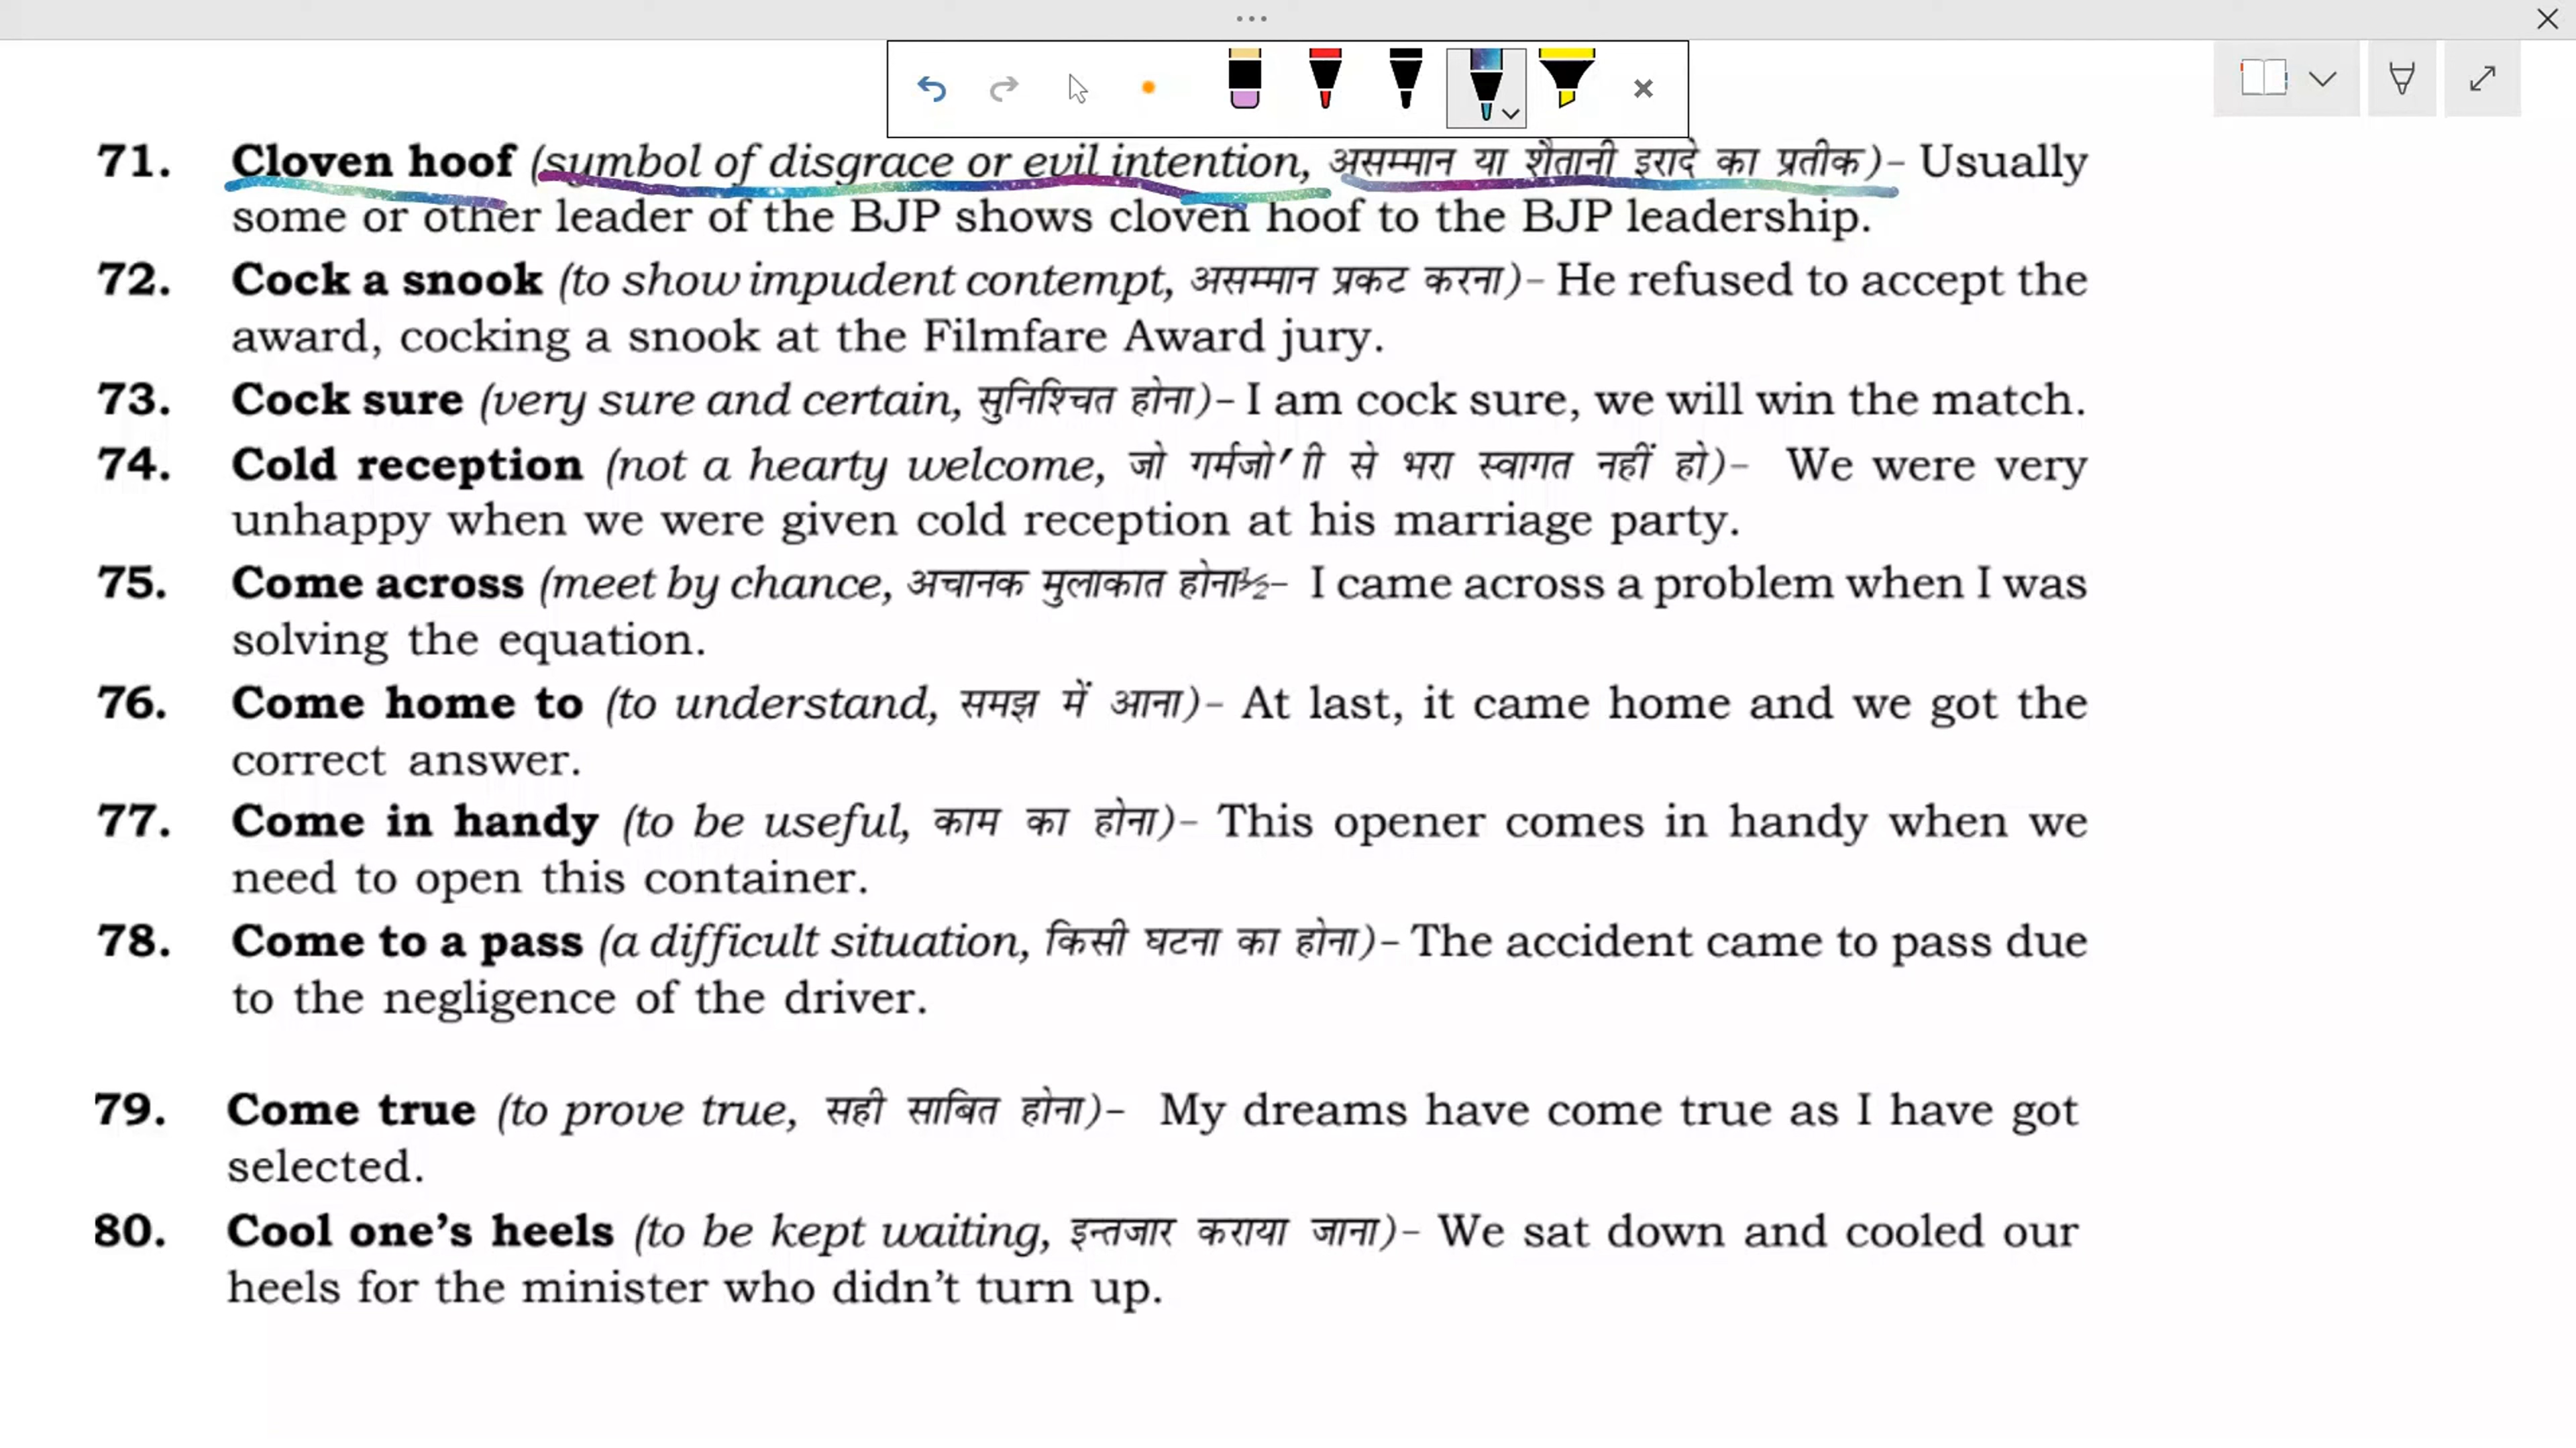 71. Cloven hoof (symbol of disgrace or evil intention, असम्मान या शैतानी इरादे का प्रतीक)- Usually
some or other leader of the BJP shows cloven hoof to the BJP leadership.
72. Cock a snook (to show impudent contempt, असम्मान प्रकट करना)- He refused to accept the
award, cocking a snook at the Filmfare Award jury.
73. Cock sure (very sure and certain, सुनिश्चित होना)- I am cock sure, we will win the match.
74. Cold reception (not a hearty welcome, जो गर्मजो’ाी से भरा स्वागत नहीं हो)- We were very
unhappy when we were given cold reception at his marriage party.
75. Come across (meet by chance, अचानक मुलाकात होना½- I came across a problem when I was
solving the equation.
76. Come home to (to understand, समझ में आना)- At last, it came home and we got the
correct answer.
77. Come in handy (to be useful, काम का होना)- This opener comes in handy when we
need to open this container.
78. Come to a pass (a difficult situation, किसी घटना का होना)- The accident came to pass due
to the negligence of the driver.
79. Come true (to prove true, सही साबित होना)- My dreams have come true as I have got
selected.
80. Cool one’s heels (to be kept waiting, इन्तजार कराया जाना)- We sat down and cooled our
heels for the minister who didn’t turn up.